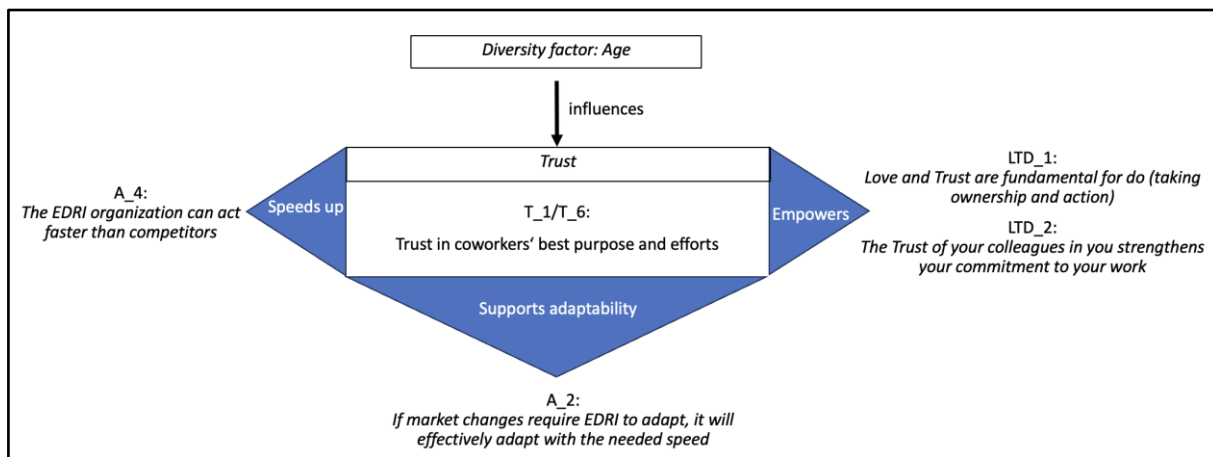 Diversity factor: Age
influences
Trust
T_1/T_6:
Trust in coworkers‘ best purpose and efforts
Speeds up
A_4:
The EDRI organization can act
faster than competitors
Empowers
LTD_1:
Love and Trust are fundamental for do (taking
ownership and action)
LTD_2:
The Trust of your colleagues in you strengthens
your commitment to your work
Supports adaptability
A_2:
If market changes require EDRI to adapt, it will
effectively adapt with the needed speed